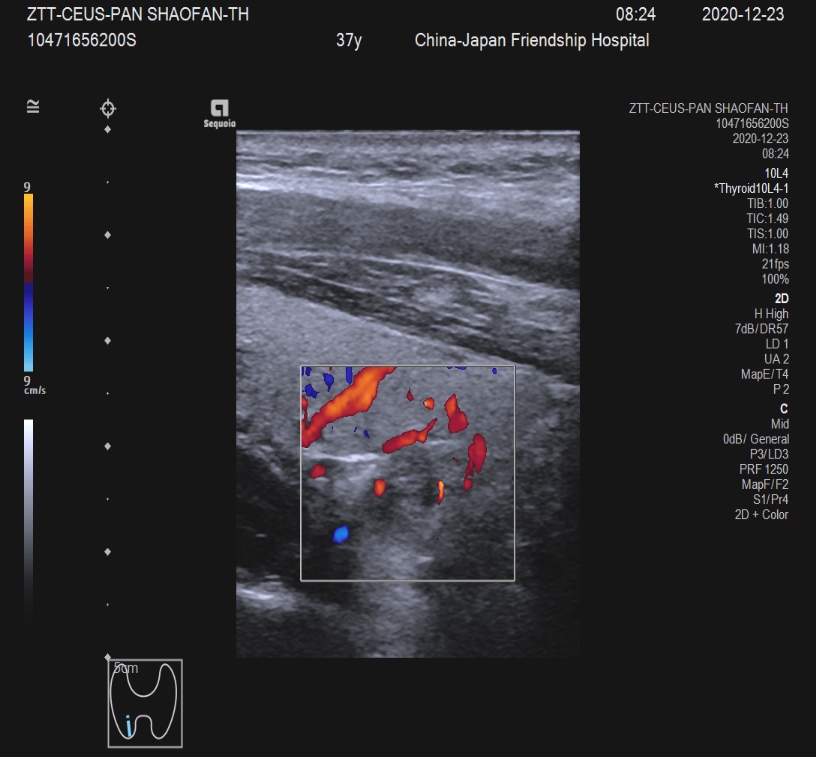 ZTT-CEUS-PAN SHAOFAN-TH 08:24 2020-12-23
10471656200S 37y China-Japan Friendship Hospital
Sequoia
ZTT-CEUS-PAN SHAOFAN-TH
10471656200S
2020-12-23
08:24
10L4
*Thyroid10L4-1
TIB:1.00
TIC:1.49
TIS:1.00
MI:1.18
21fps
100%
2D
H High
7dB/DR57
LD 1
UA 2
MapE/T4
P 2
C
Mid
0dB/ General
P3/LD3
PRF 1250
MapF/F2
S1/Pr4
2D + Color
9
9
cm/s
5cm